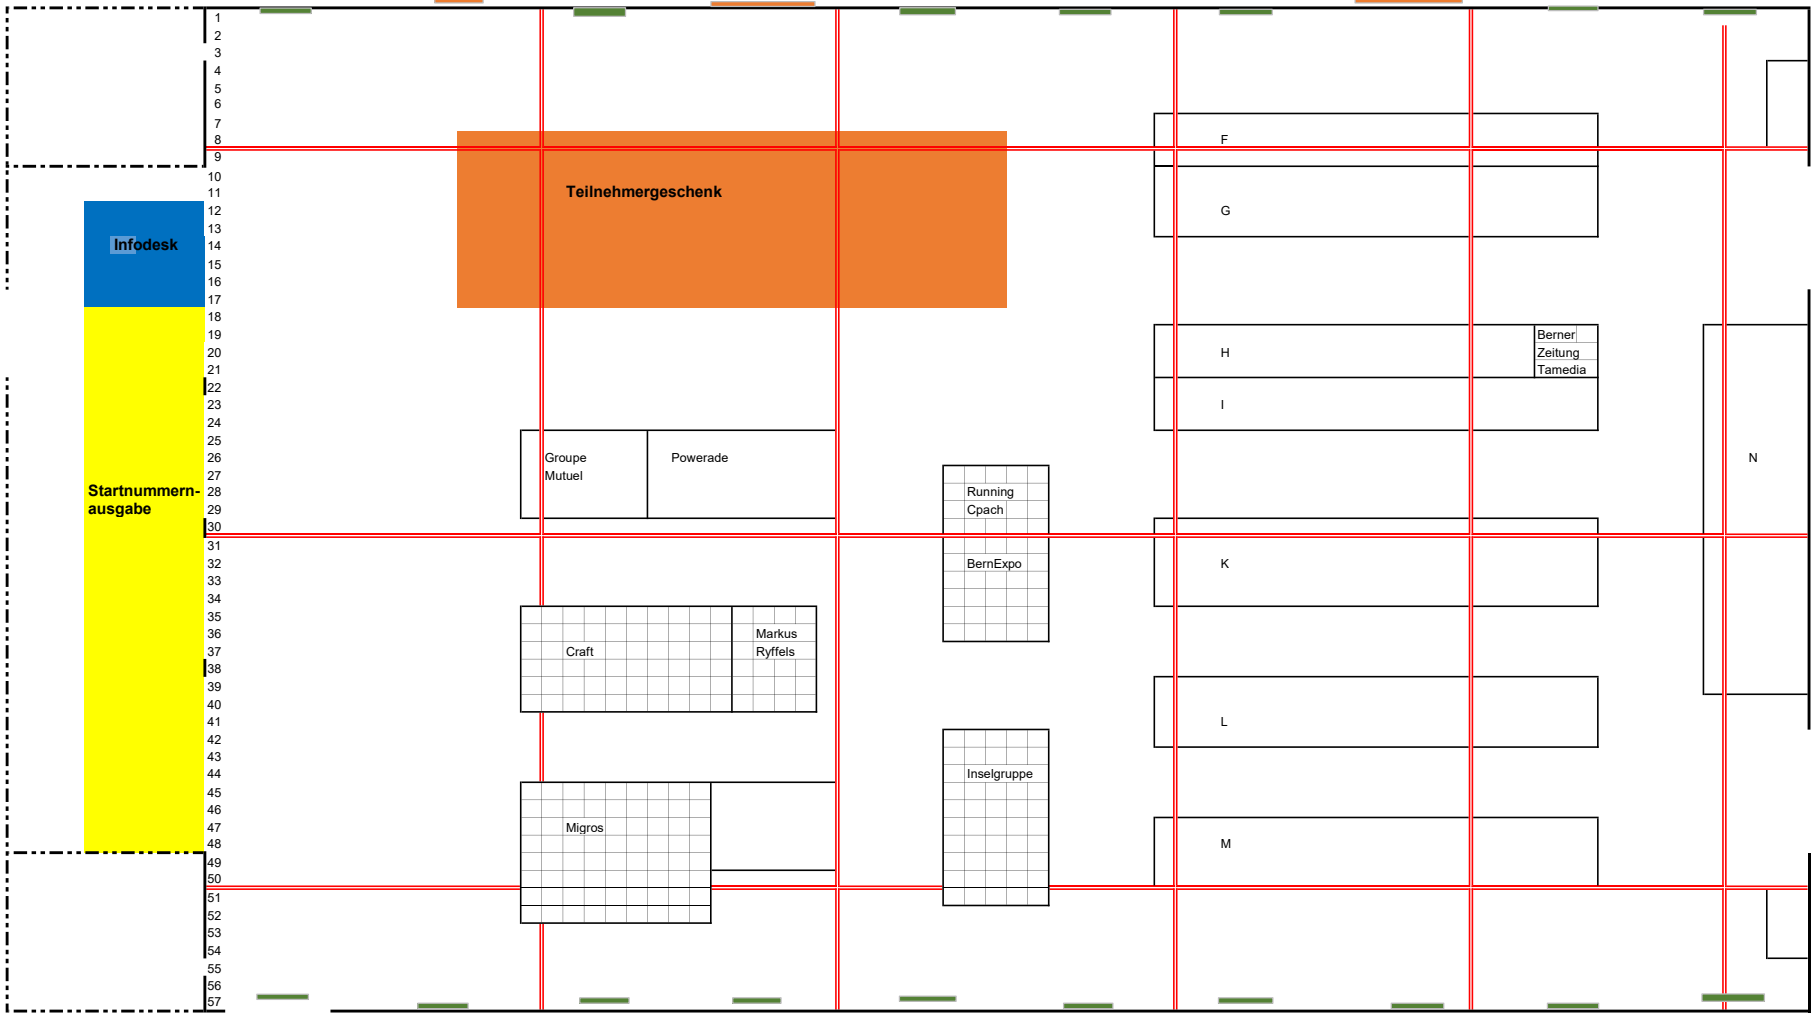 1
2
3
4
5
6
7
8
F
9
10
11
Teilnehmergeschenk
12
G
13
14
Infodesk
15
16
17
18
19
Berner
20
H
Zeitung
21
Tamedia
22
23
I
24
25
26
Groupe
Powerade
N
27
Mutuel
28
Startnummern-
Running
29
ausgabe
Cpach
30
31
32
BernExpo
K
33
34
35
36
Markus
37
Craft
Ryffels
38
39
40
41
L
42
43
44
Inselgruppe
45
46
47
Migros
48
M
49
50
51
52
53
54
55
56
57